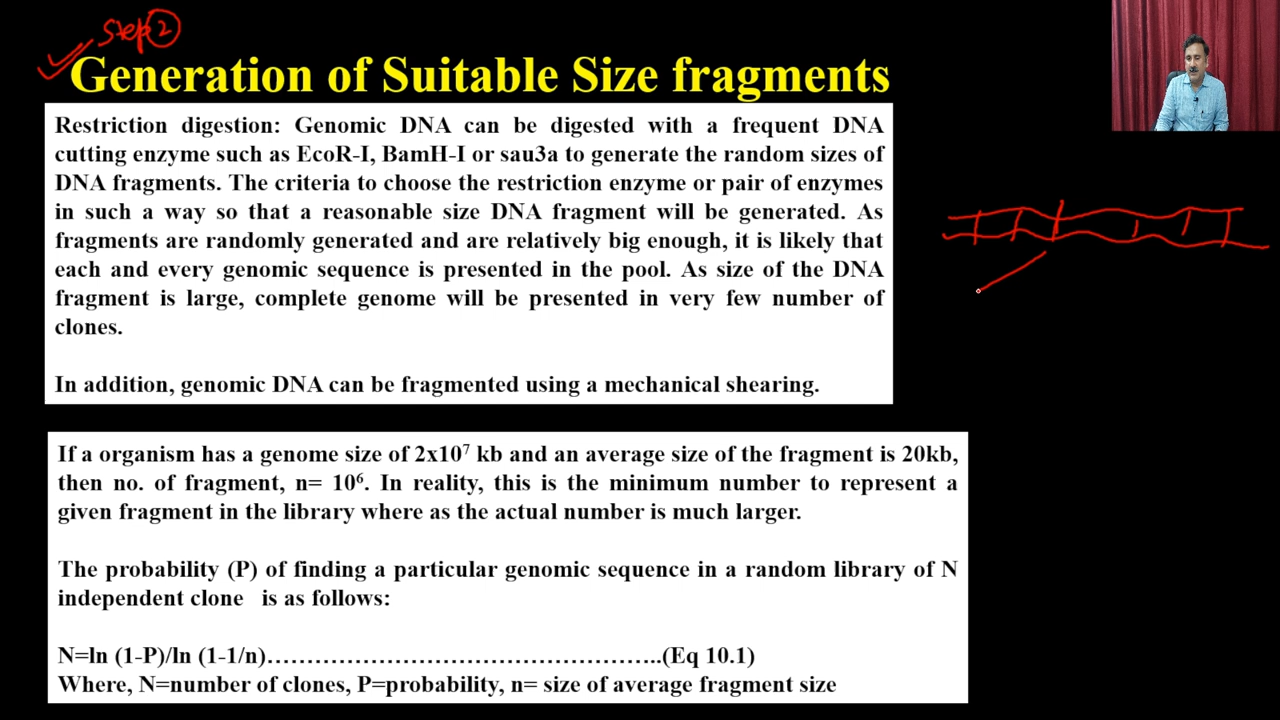 Step 2
Generation of Suitable Size fragments
Restriction digestion: Genomic DNA can be digested with a frequent DNA
cutting enzyme such as EcoR-I, BamH-I or sau3a to generate the random sizes of
DNA fragments. The criteria to choose the restriction enzyme or pair of enzymes
in such a way so that a reasonable size DNA fragment will be generated. As
fragments are randomly generated and are relatively big enough, it is likely that
each and every genomic sequence is presented in the pool. As size of the DNA
fragment is large, complete genome will be presented in very few number of
clones.
In addition, genomic DNA can be fragmented using a mechanical shearing.
If a organism has a genome size of 2x10⁷ kb and an average size of the fragment is 20kb,
then no. of fragment, n= 10⁶. In reality, this is the minimum number to represent a
given fragment in the library where as the actual number is much larger.
The probability (P) of finding a particular genomic sequence in a random library of N
independent clone is as follows:
N=ln (1-P)/ln (1-1/n)…………………………………………..(Eq 10.1)
Where, N=number of clones, P=probability, n= size of average fragment size